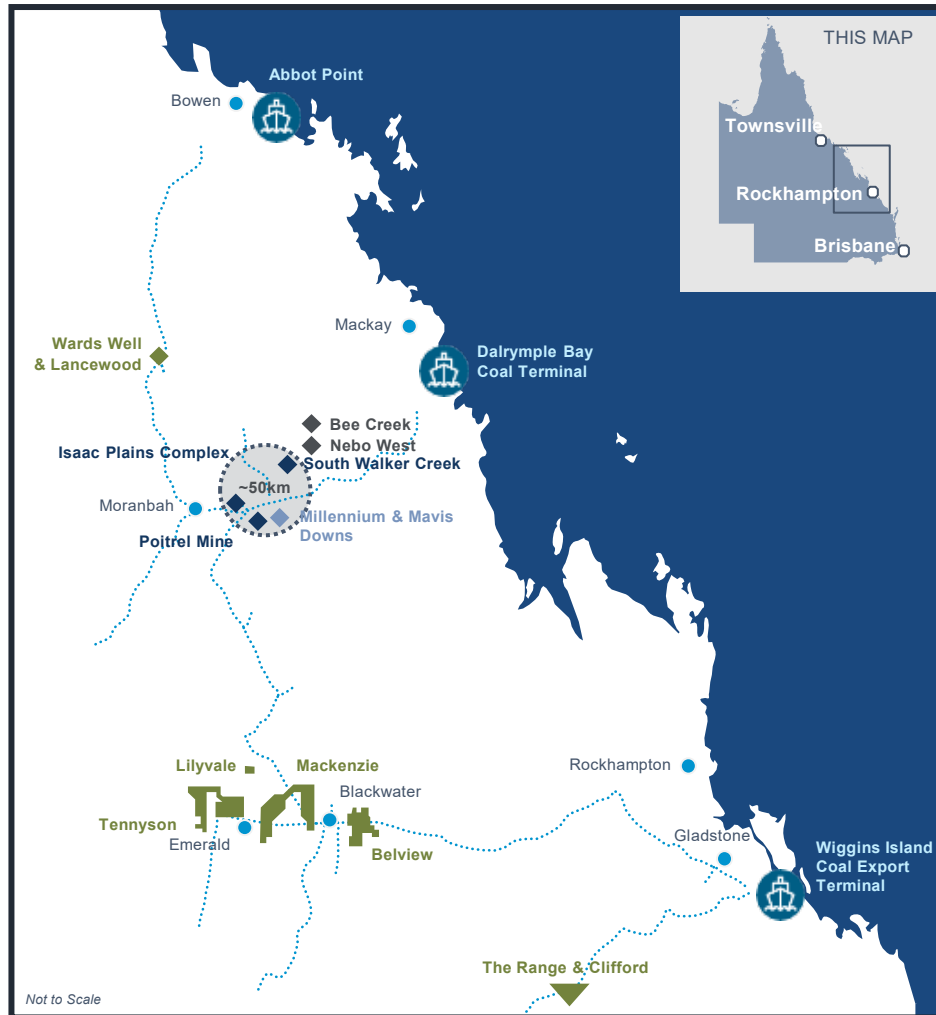 THIS MAP
Abbot Point
Bowen
Townsville
Rockhampton
Brisbane
Mackay
Wards Well
& Lancewood
Dalrymple Bay
Coal Terminal
Bee Creek
Nebo West
Isaac Plains Complex
South Walker Creek
~50km
Moranbah
Millennium & Mavis
Downs
Poitrel Mine
Lilyvale
Mackenzie
Rockhampton
Blackwater
Tennyson
Emerald
Belview
Gladstone
Wiggins Island
Coal Export
Terminal
The Range & Clifford
Not to Scale